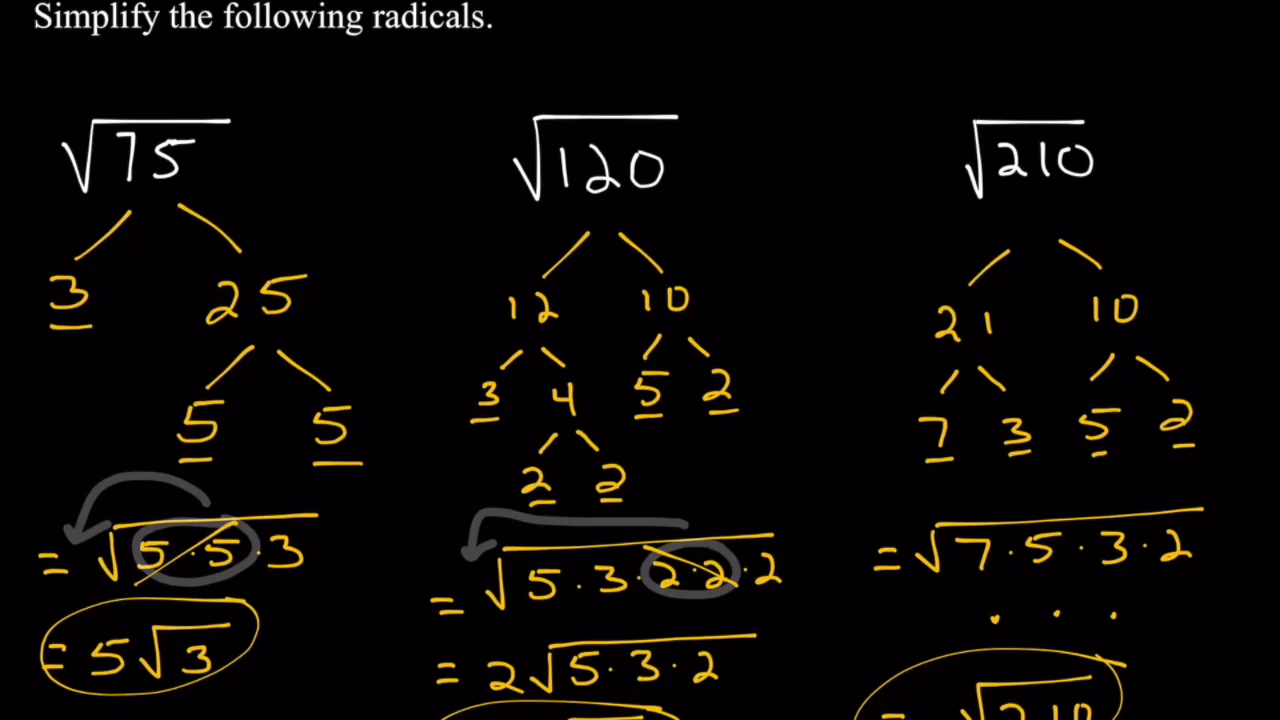 Simplify the following radicals.
√75 √120 √210
3 25 12 10 21 10
5 5 3 4 5 2 7 3 5 2
2 2
= √5·5·3 = √5·3·2·2·2 = √7·5·3·2
= 5√3 = 2√5·3·2 . . .
= √210